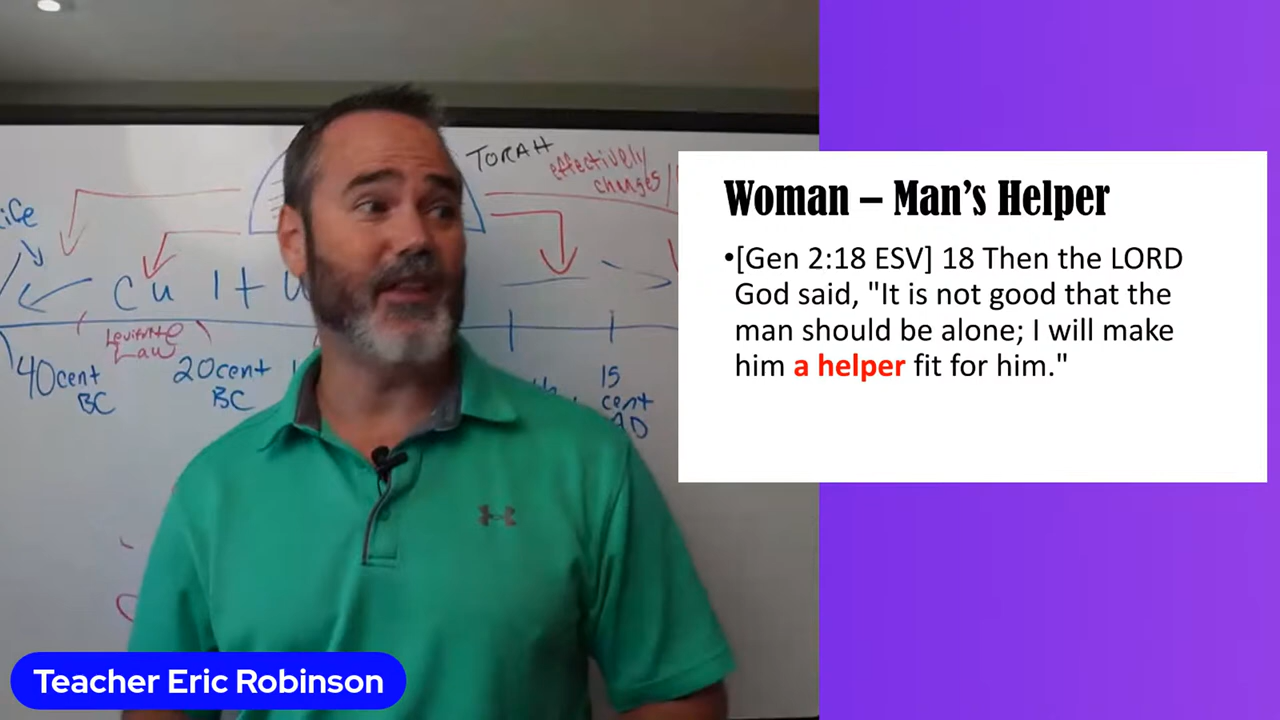 TORAH
effectively
changes/
ife
Cu l t u
Levirite
Law
40cent
BC
20cent
BC
15
cent
AD
Woman – Man's Helper
•[Gen 2:18 ESV] 18 Then the LORD
God said, "It is not good that the
man should be alone; I will make
him a helper fit for him."
Teacher Eric Robinson